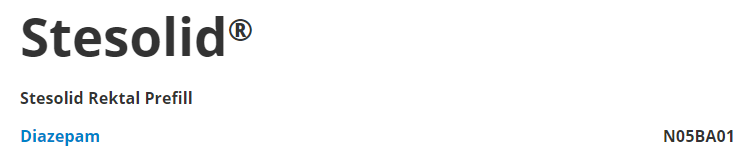 Stesolid®
Stesolid Rektal Prefill
Diazepam N05BA01